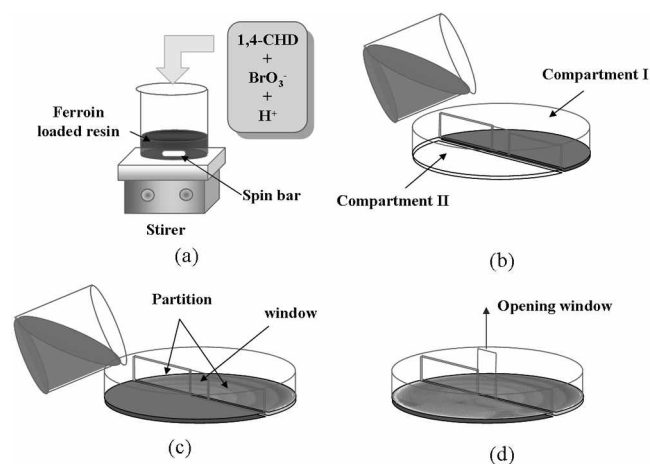 1,4-CHD
+
BrO₃⁻
+
H⁺
Ferroin
loaded resin
Spin bar
Stirer
(a)
Compartment I
Compartment II
(b)
Partition
window
(c)
Opening window
(d)